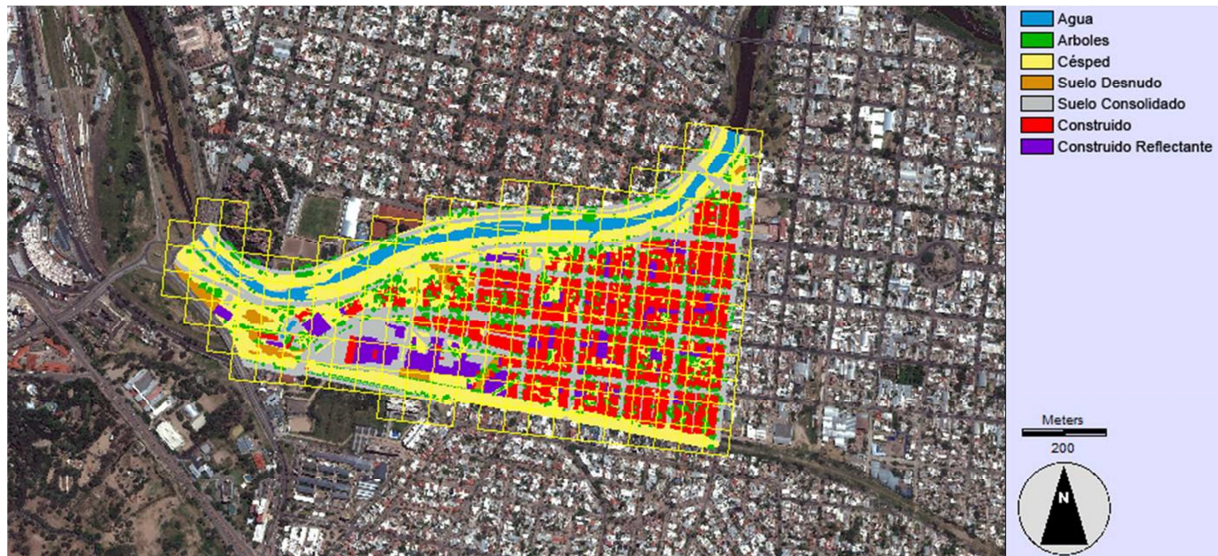 Agua
Arboles
Césped
Suelo Desnudo
Suelo Consolidado
Construido
Construido Reflectante
Meters
200
N